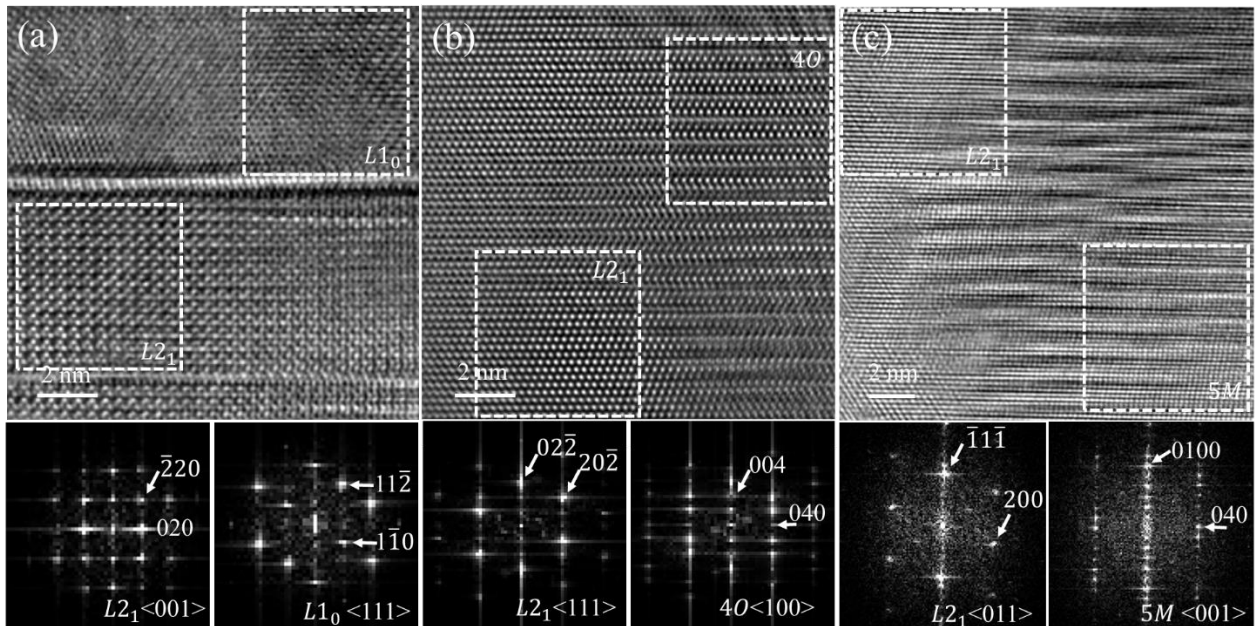 (a)
L1₀
L2₁
2 nm
(b)
4O
L2₁
2 nm
(c)
L2₁
5M
2 nm
2̄20
020
L2₁<001>
112̄
11̄0
L1₀<111>
022̄
202̄
L2₁<111>
004
040
4O<100>
1̄11̄
200
L2₁<011>
0100
040
5M <001>